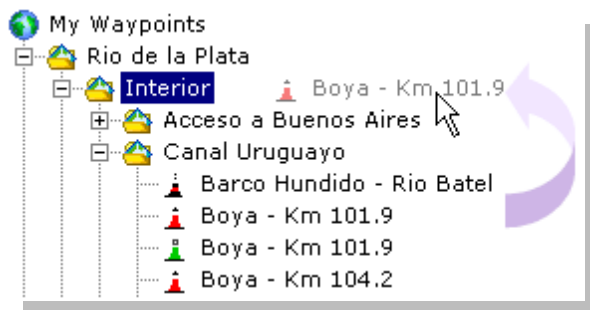 My Waypoints
Rio de la Plata
Interior Boya - Km 101.9
Acceso a Buenos Aires
Canal Uruguayo
Barco Hundido - Rio Batel
Boya - Km 101.9
Boya - Km 101.9
Boya - Km 104.2